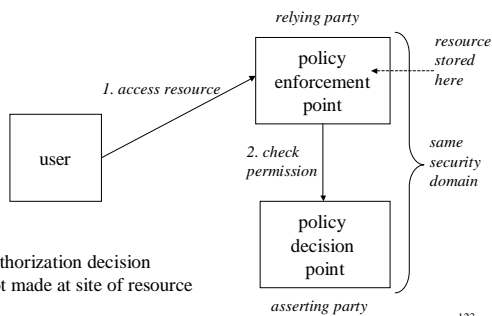 relying party
policy
enforcement
point
resource
stored
here
1. access resource
user
2. check
permission
same
security
domain
policy
decision
point
thorization decision
t made at site of resource
asserting party